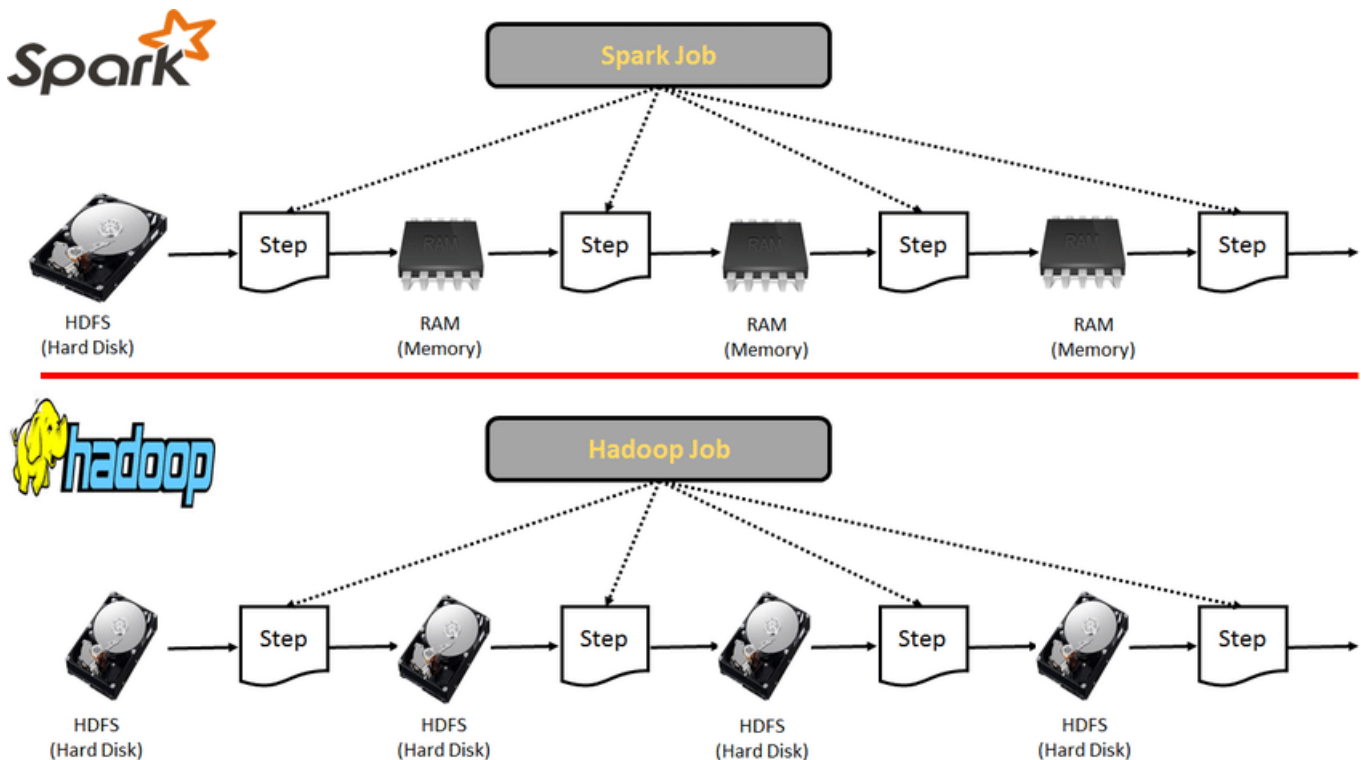 Spark
Spark Job
Step
RAM
Step
RAM
Step
RAM
Step
HDFS
(Hard Disk)
RAM
(Memory)
RAM
(Memory)
RAM
(Memory)
hadoop
Hadoop Job
Step
Step
Step
Step
HDFS
(Hard Disk)
HDFS
(Hard Disk)
HDFS
(Hard Disk)
HDFS
(Hard Disk)